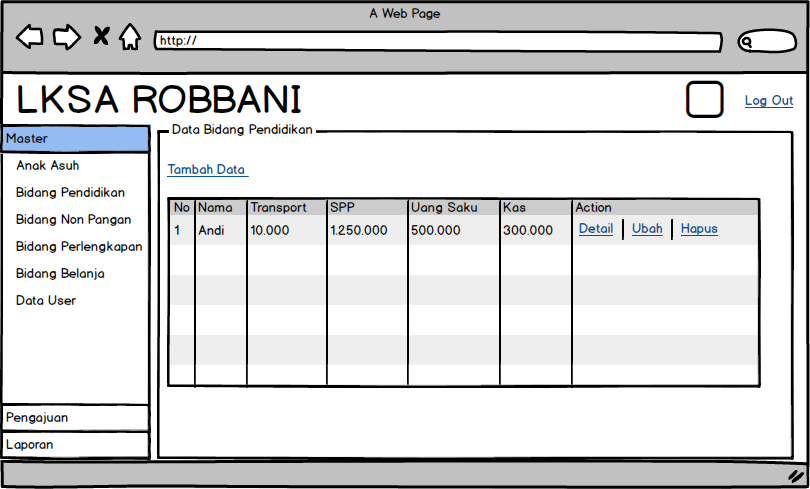 A Web Page
http://
LKSA ROBBANI
Log Out
Master
Anak Asuh
Bidang Pendidikan
Bidang Non Pangan
Bidang Perlengkapan
Bidang Belanja
Data User
Pengajuan
Laporan
Data Bidang Pendidikan
Tambah Data
No Nama Transport SPP Uang Saku Kas Action
1 Andi 10.000 1.250.000 500.000 300.000 Detail Ubah Hapus